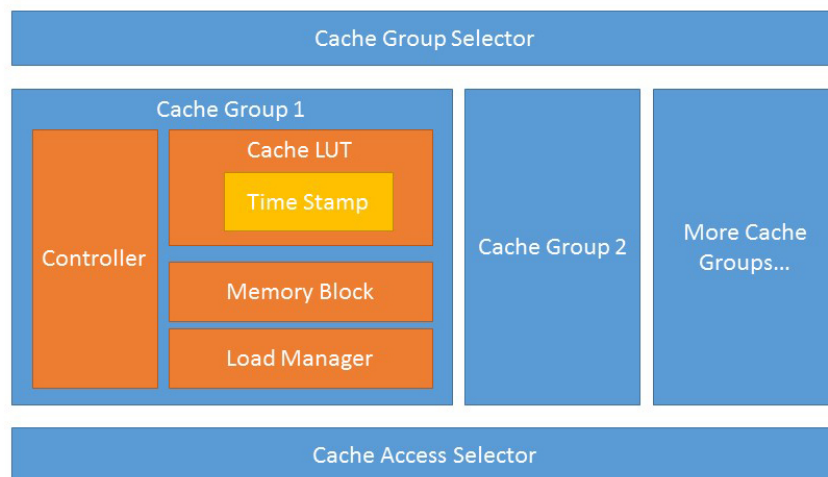 Cache Group Selector
Cache Group 1
Controller
Cache LUT
Time Stamp
Memory Block
Load Manager
Cache Group 2
More Cache
Groups...
Cache Access Selector